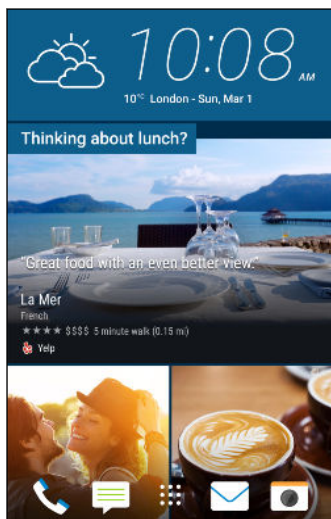 10:08 AM
10°C London - Sun, Mar 1
Thinking about lunch?
"Great food with an even better view."
La Mer
French
★★★★ $$$$ 5 minute walk (0.15 mi)
Yelp